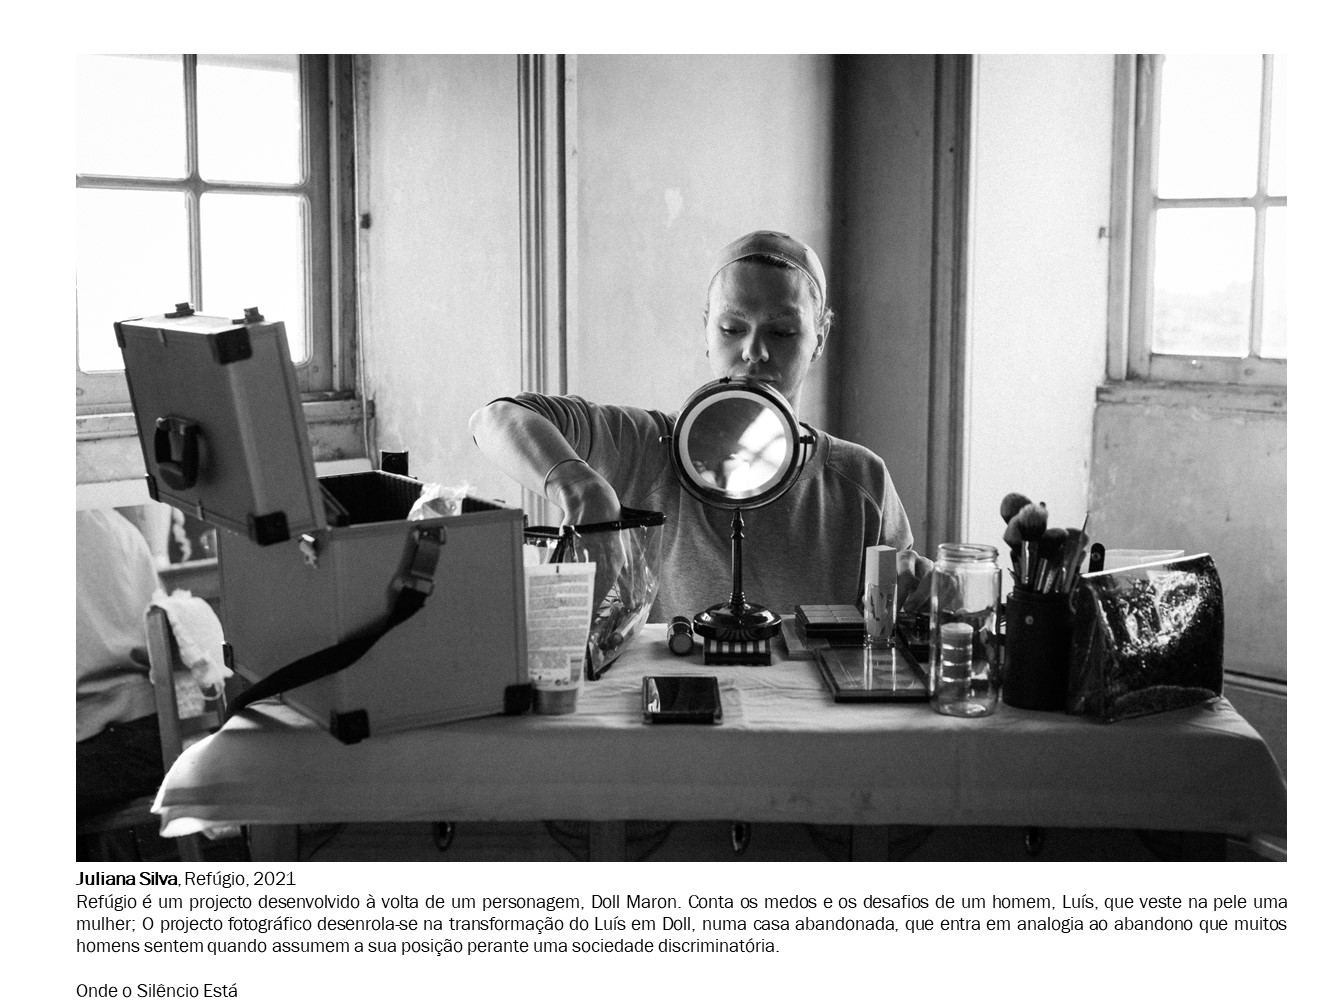 Juliana Silva, Refúgio, 2021
Refúgio é um projecto desenvolvido à volta de um personagem, Doll Maron. Conta os medos e os desafios de um homem, Luís, que veste na pele uma
mulher; O projecto fotográfico desenrola-se na transformação do Luís em Doll, numa casa abandonada, que entra em analogia ao abandono que muitos
homens sentem quando assumem a sua posição perante uma sociedade discriminatória.
Onde o Silêncio Está